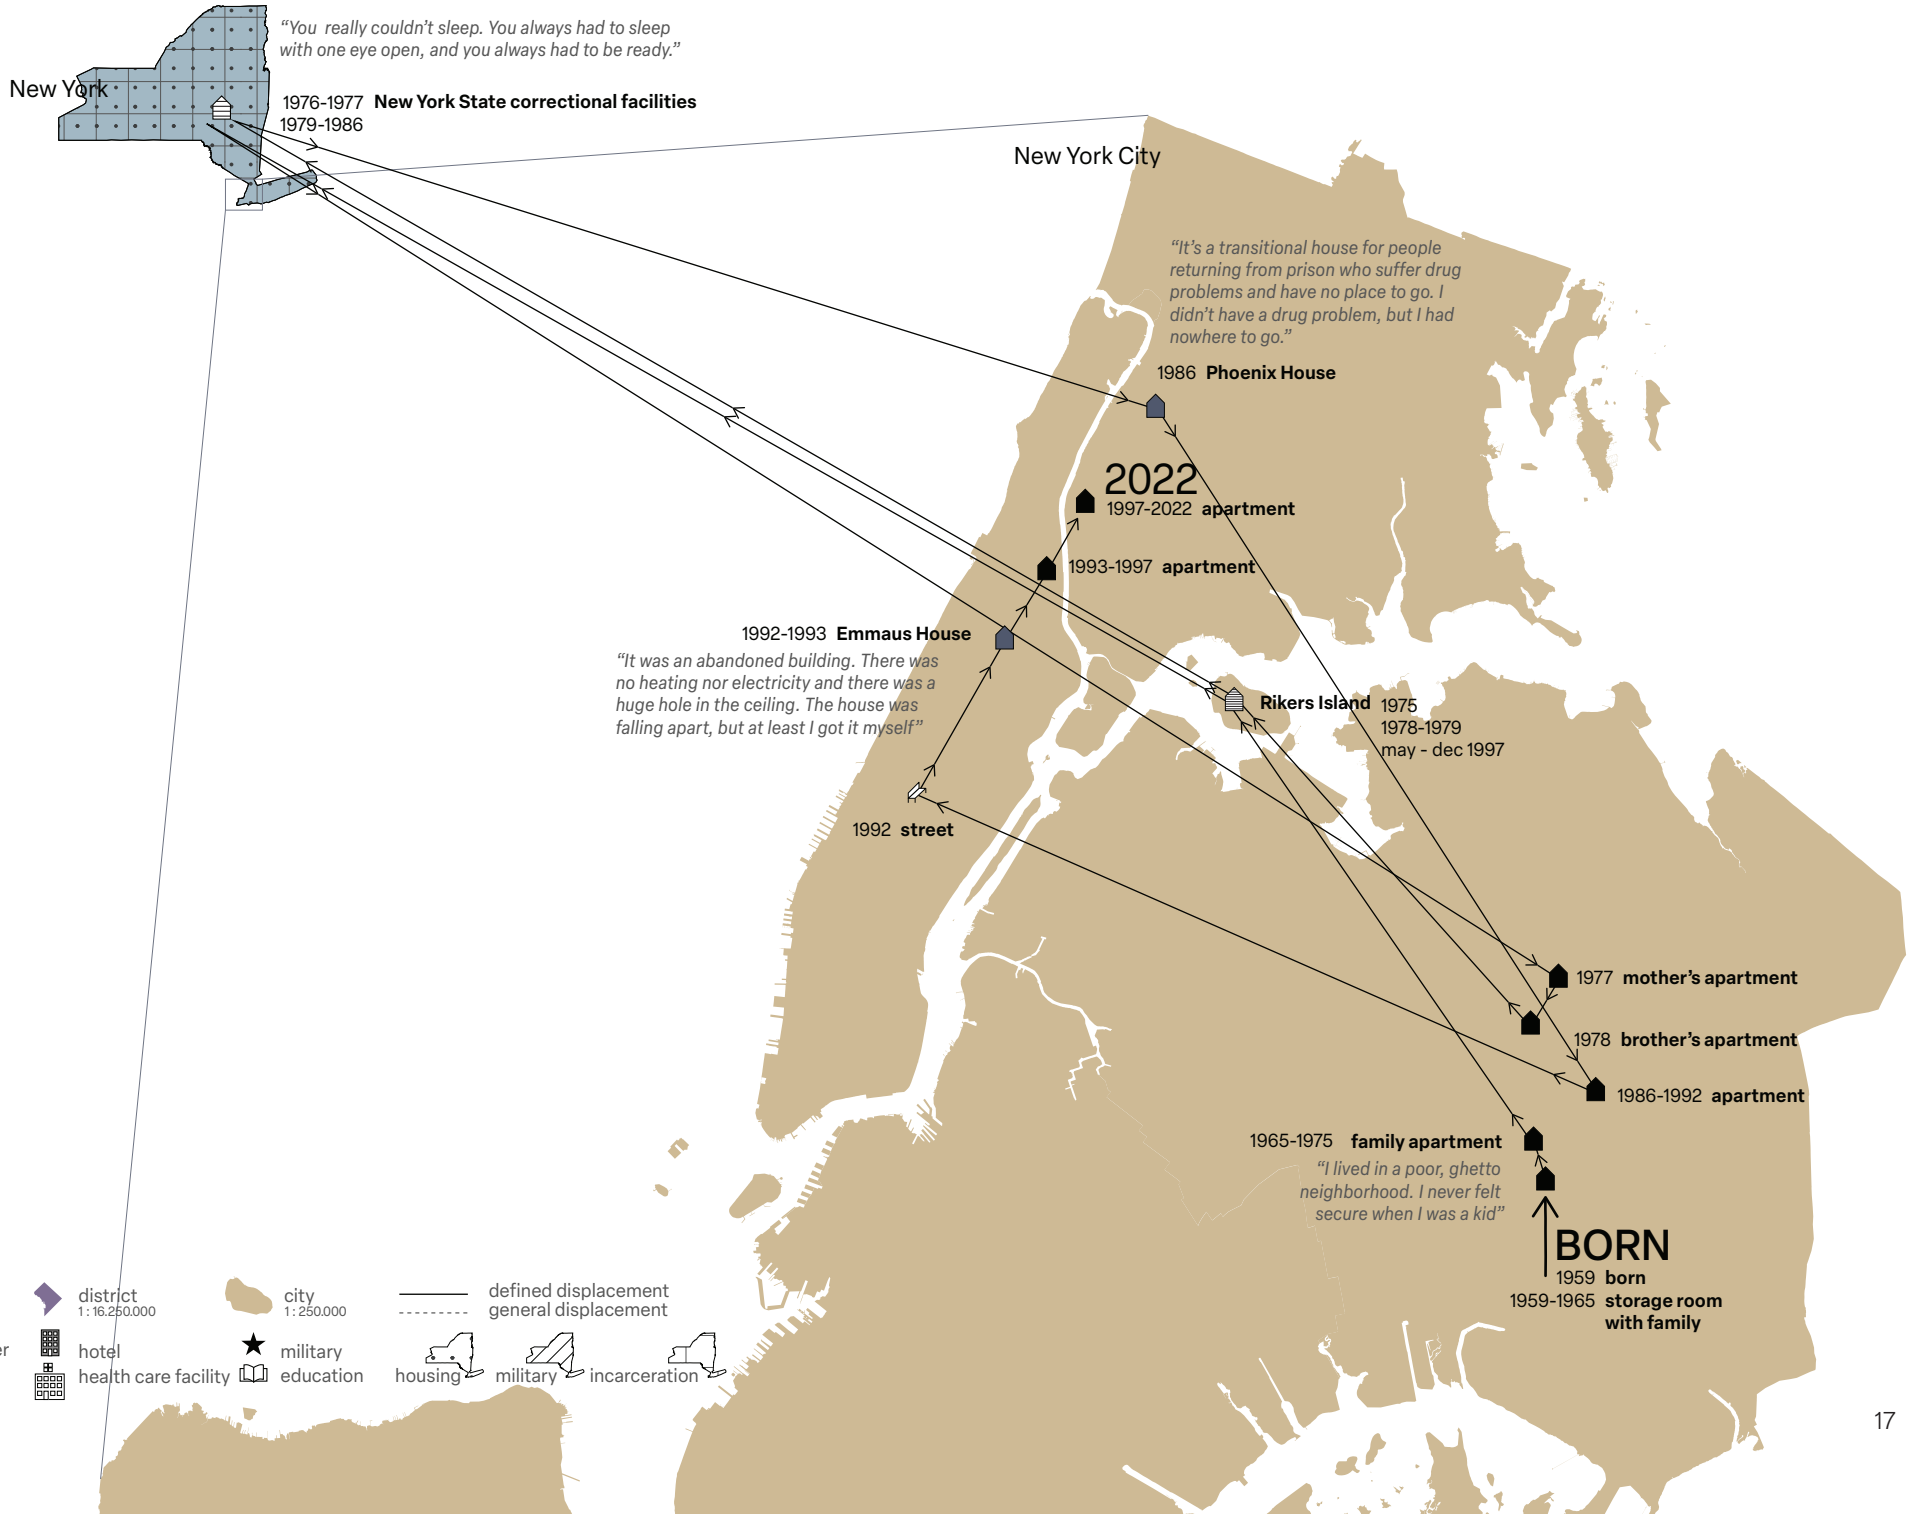 “You really couldn’t sleep. You always had to sleep
with one eye open, and you always had to be ready.”
New York
1976-1977 New York State correctional facilities
1979-1986
New York City
“It’s a transitional house for people
returning from prison who suffer drug
problems and have no place to go. I
didn’t have a drug problem, but I had
nowhere to go.”
1986 Phoenix House
2022
1997-2022 apartment
1993-1997 apartment
1992-1993 Emmaus House
“It was an abandoned building. There was
no heating nor electricity and there was a
huge hole in the ceiling. The house was
falling apart, but at least I got it myself”
Rikers Island 1975
1978-1979
may - dec 1997
1992 street
1977 mother’s apartment
1978 brother’s apartment
1986-1992 apartment
1965-1975 family apartment
“I lived in a poor, ghetto
neighborhood. I never felt
secure when I was a kid”
BORN
1959 born
1959-1965 storage room
with family
district
1 : 16.250.000
city
1 : 250.000
defined displacement
general displacement
er
hotel
military
health care facility
education
housing
military
incarceration
17